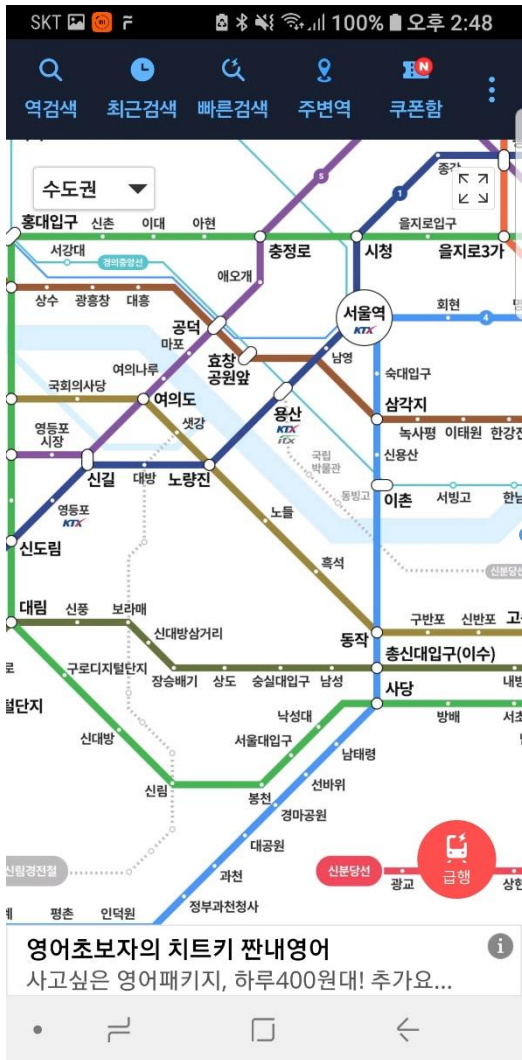 SKT
100%
오후 2:48
역검색
최근검색
빠른검색
주변역
쿠폰함
N
수도권
5
1
종각
홍대입구
신촌
이대
아현
충정로
시청
을지로입구
을지로3가
서강대
경의중앙선
애오개
서울역
KTX
회현
4
상수
광흥창
대흥
공덕
마포
효창
공원앞
남영
숙대입구
여의나루
국회의사당
여의도
샛강
용산
KTX
ITX
삼각지
녹사평
이태원
영등포
시장
국립
박물관
신용산
신길
대방
노량진
동빙고
이촌
서빙고
영등포
KTX
노들
신도림
흑석
대림
신풍
보라매
신대방삼거리
구반포
신반포
동작
총신대입구(이수)
구로디지털단지
장승배기
상도
숭실대입구
남성
사당
방배
신대방
낙성대
서울대입구
남태령
신림
봉천
선바위
경마공원
대공원
신림경전철
과천
신분당선
광교
급행
평촌
인덕원
정부과천청사
영어초보자의 치트키 짠내영어
사고싶은 영어패키지, 하루400원대! 추가요...